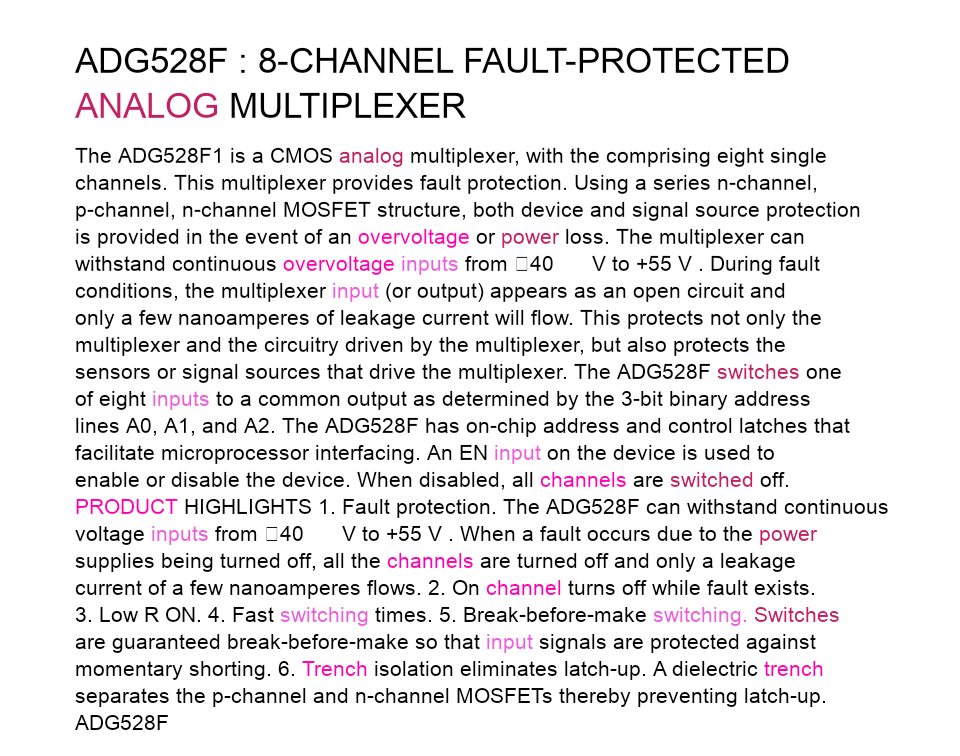 ADG528F : 8-CHANNEL FAULT-PROTECTED
ANALOG MULTIPLEXER
The ADG528F1 is a CMOS analog multiplexer, with the comprising eight single
channels. This multiplexer provides fault protection. Using a series n-channel,
p-channel, n-channel MOSFET structure, both device and signal source protection
is provided in the event of an overvoltage or power loss. The multiplexer can
withstand continuous overvoltage inputs from □40 V to +55 V . During fault
conditions, the multiplexer input (or output) appears as an open circuit and
only a few nanoamperes of leakage current will flow. This protects not only the
multiplexer and the circuitry driven by the multiplexer, but also protects the
sensors or signal sources that drive the multiplexer. The ADG528F switches one
of eight inputs to a common output as determined by the 3-bit binary address
lines A0, A1, and A2. The ADG528F has on-chip address and control latches that
facilitate microprocessor interfacing. An EN input on the device is used to
enable or disable the device. When disabled, all channels are switched off.
PRODUCT HIGHLIGHTS 1. Fault protection. The ADG528F can withstand continuous
voltage inputs from □40 V to +55 V . When a fault occurs due to the power
supplies being turned off, all the channels are turned off and only a leakage
current of a few nanoamperes flows. 2. On channel turns off while fault exists.
3. Low R ON. 4. Fast switching times. 5. Break-before-make switching. Switches
are guaranteed break-before-make so that input signals are protected against
momentary shorting. 6. Trench isolation eliminates latch-up. A dielectric trench
separates the p-channel and n-channel MOSFETs thereby preventing latch-up.
ADG528F